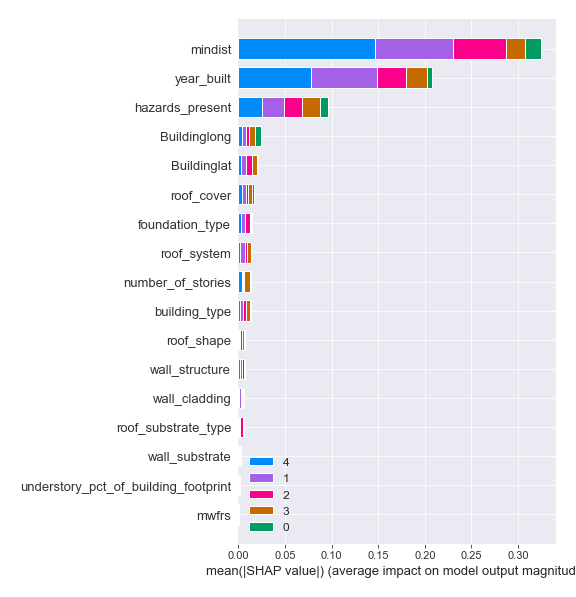 mindist
year_built
hazards_present
Buildinglong
Buildinglat
roof_cover
foundation_type
roof_system
number_of_stories
building_type
roof_shape
wall_structure
wall_cladding
roof_substrate_type
wall_substrate
understory_pct_of_building_footprint
mwfrs
4
1
2
3
0
0.00 0.05 0.10 0.15 0.20 0.25 0.30
mean(|SHAP value|) (average impact on model output magnitud